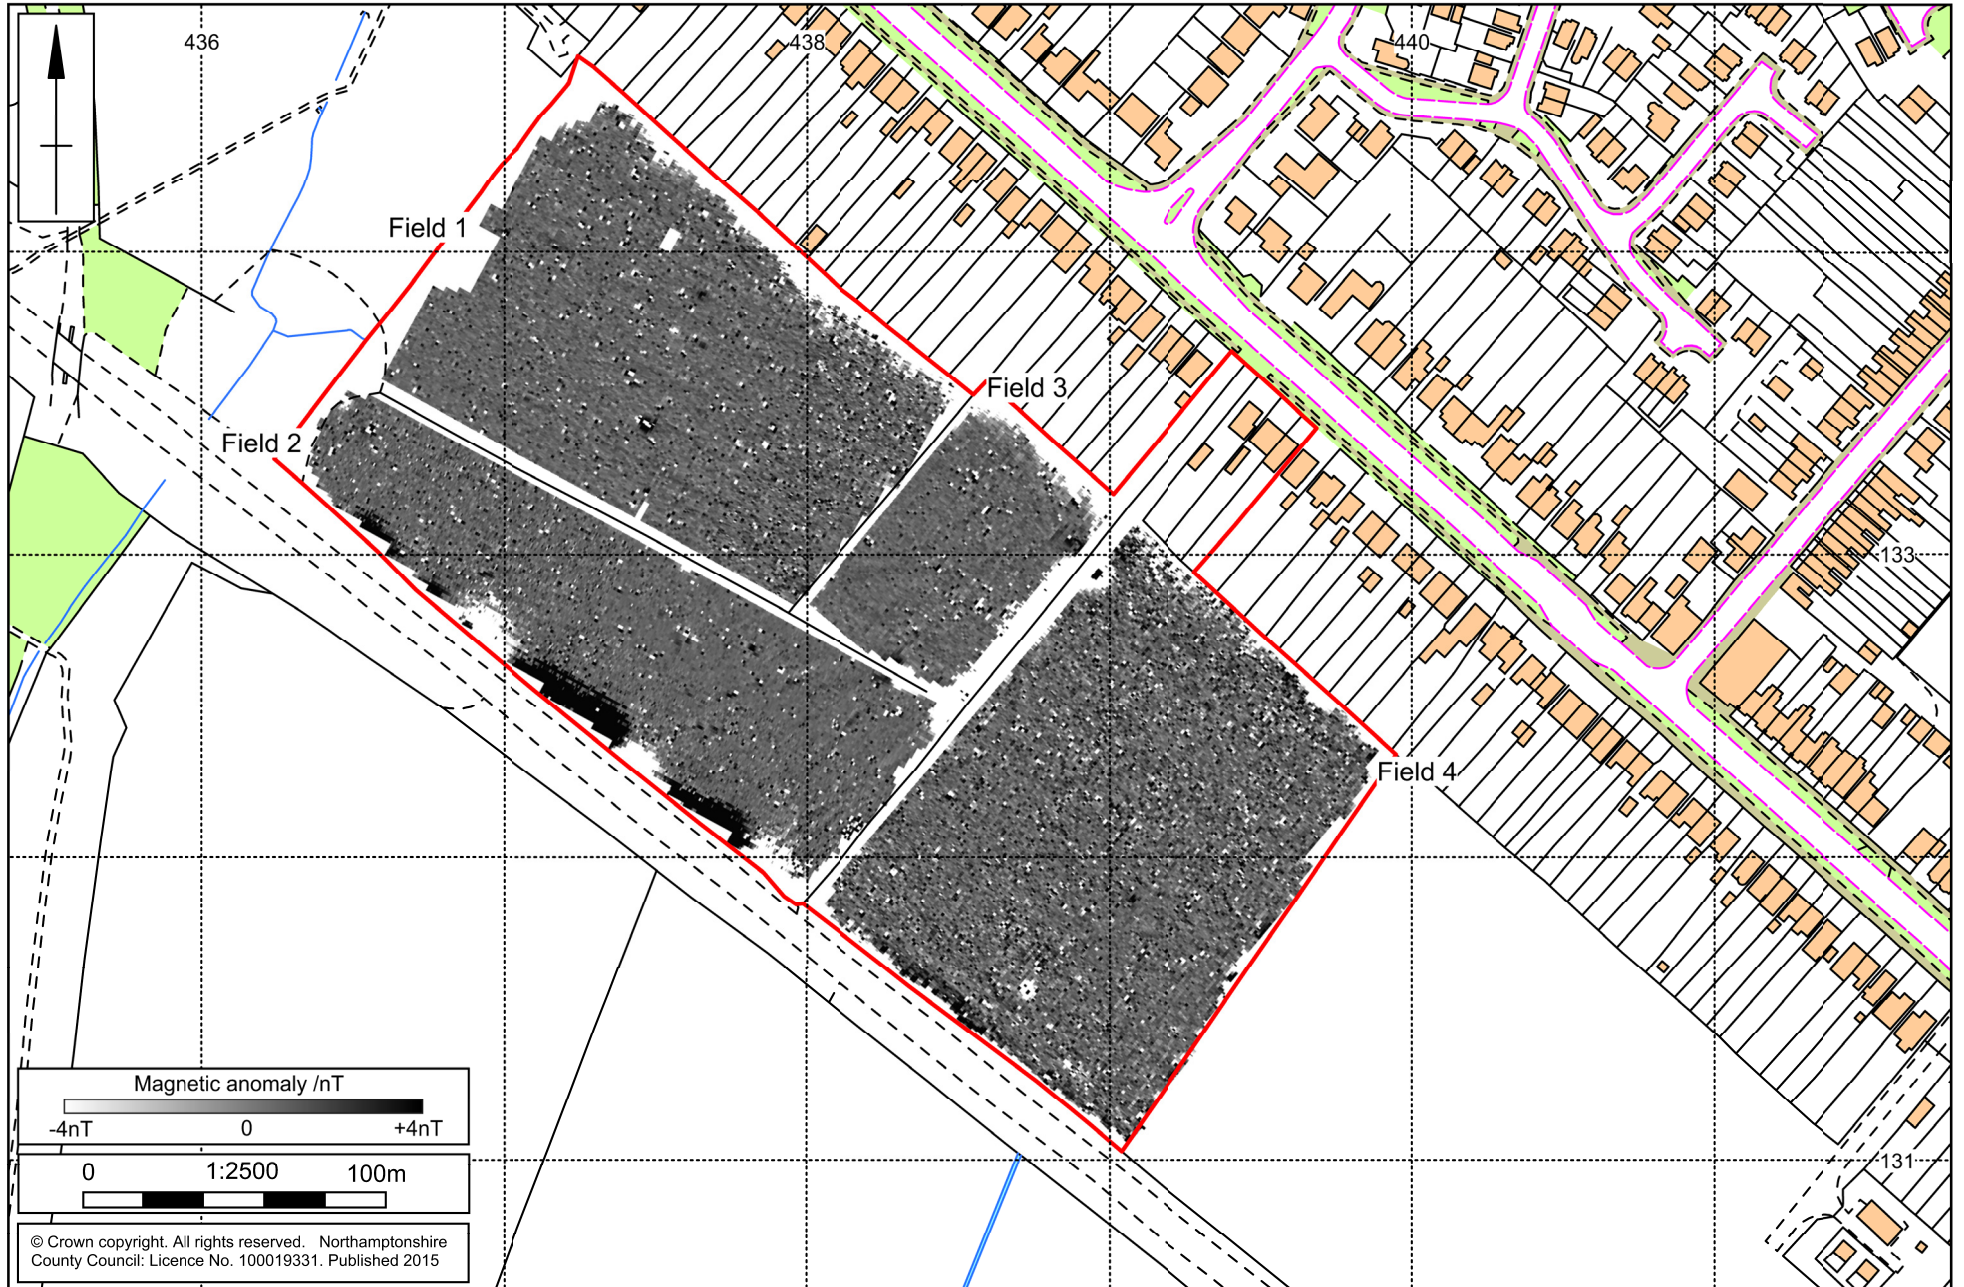 436
438
440
Field 1
Field 3
Field 2
133
Field 4
Magnetic anomaly /nT
-4nT 0 +4nT
0 1:2500 100m
131
© Crown copyright. All rights reserved. Northamptonshire
County Council: Licence No. 100019331. Published 2015